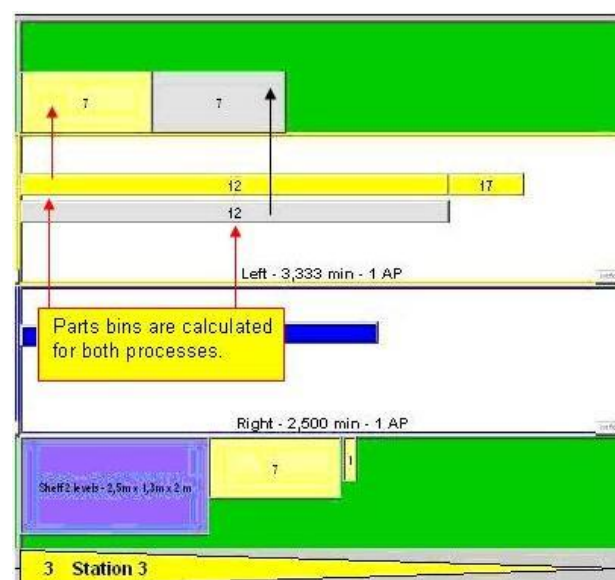 7 7
12 17
12
Left - 3,333 min - 1 AP
Parts bins are calculated
for both processes.
Right - 2,500 min - 1 AP
Shelf 2 levels - 2,5m x 1,3m x 2 m
7
1
3 Station 3